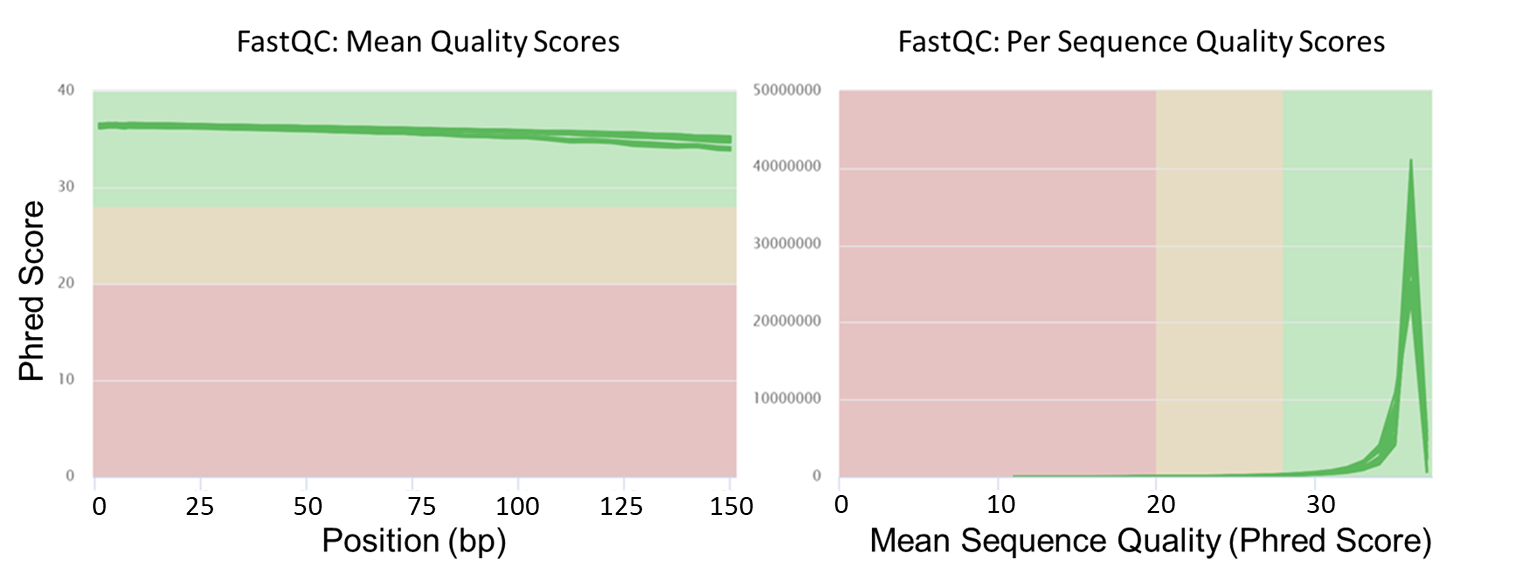 FastQC: Mean Quality Scores
Phred Score
40
30
20
10
0
0 25 50 75 100 125 150
Position (bp)
FastQC: Per Sequence Quality Scores
50000000
40000000
30000000
20000000
10000000
0
0 10 20 30
Mean Sequence Quality (Phred Score)